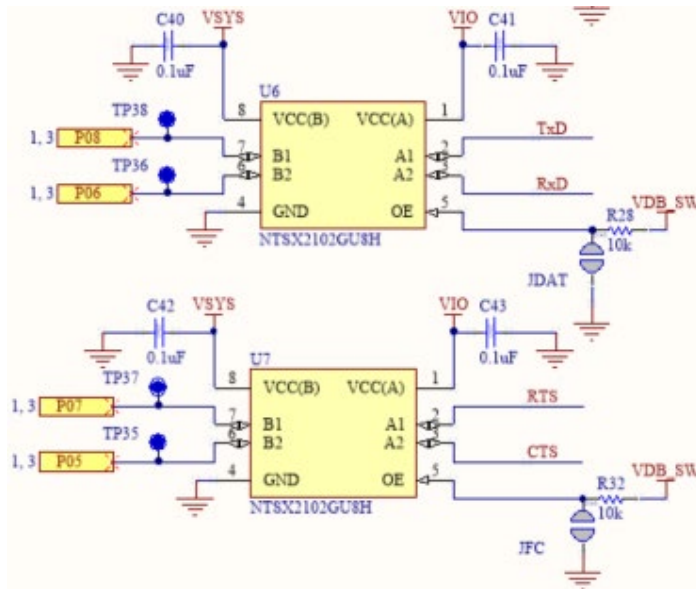 C40 VSYS VIO C41
0.1uF 0.1uF
U6
TP38 8 VCC(B) VCC(A) 1
1, 3 P08 7 B1 A1 2 TxD
TP36 6 B2 A2 3 RxD
1, 3 P06
4 GND OE 5 R28 VDB_SW
NTSX2102GU8H 10k
JDAT
C42 VSYS VIO C43
0.1uF 0.1uF
U7
TP37 8 VCC(B) VCC(A) 1
1, 3 P07 7 B1 A1 2 RTS
TP35 6 B2 A2 3 CTS
1, 3 P05
4 GND OE 5 R32 VDB_SW
NTSX2102GU8H 10k
JFC